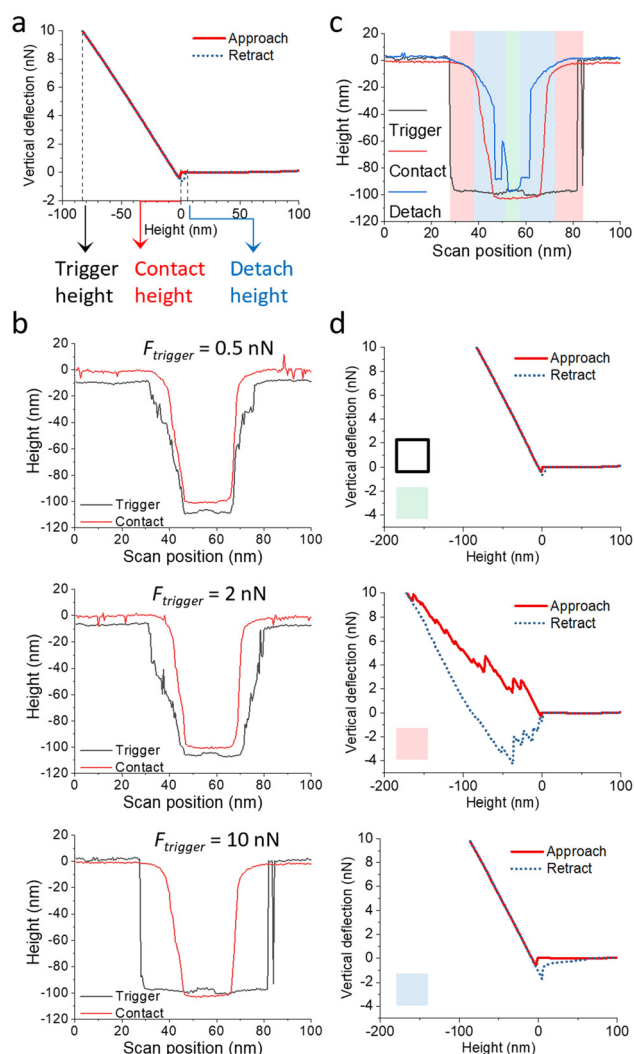 a
Vertical deflection (nN)
10
8
6
4
2
0
-2
Approach
Retract
-100
-50
0
50
100
Height (nm)
Trigger height
Contact height
Detach height
c
Height (nm)
20
0
-20
-40
-60
-80
-100
-120
Trigger
Contact
Detach
0
20
40
60
80
100
Scan position (nm)
b
F_trigger = 0.5 nN
Height (nm)
20
0
-20
-40
-60
-80
-100
-120
Trigger
Contact
0
20
40
60
80
100
Scan position (nm)
F_trigger = 2 nN
Height (nm)
20
0
-20
-40
-60
-80
-100
-120
Trigger
Contact
0
20
40
60
80
100
Scan position (nm)
F_trigger = 10 nN
Height (nm)
20
0
-20
-40
-60
-80
-100
-120
Trigger
Contact
0
20
40
60
80
100
Scan position (nm)
d
Vertical deflection (nN)
10
8
6
4
2
0
-2
-4
Approach
Retract
-200
-100
0
100
Height (nm)
Vertical deflection (nN)
10
8
6
4
2
0
-2
-4
Approach
Retract
-200
-100
0
100
Height (nm)
Vertical deflection (nN)
10
8
6
4
2
0
-2
-4
Approach
Retract
-200
-100
0
100
Height (nm)